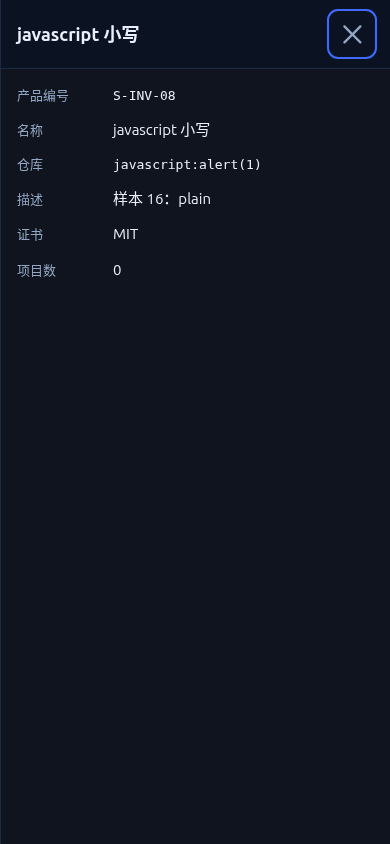 javascript 小写
产品编号 S-INV-08
名称 javascript 小写
仓库 javascript:alert(1)
描述 样本 16：plain
证书 MIT
项目数 0